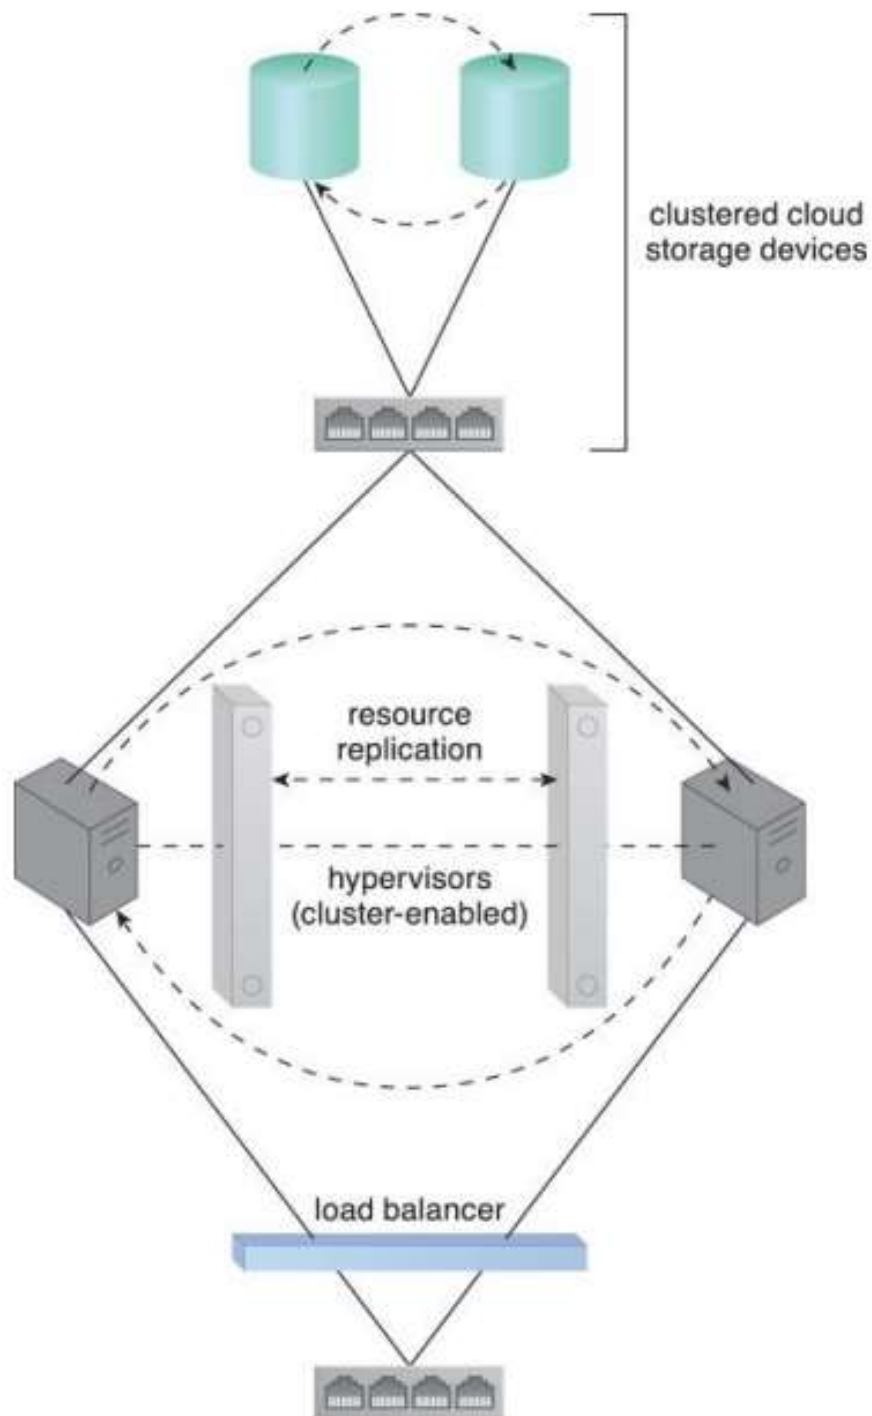 clustered cloud
storage devices
resource
replication
hypervisors
(cluster-enabled)
load balancer